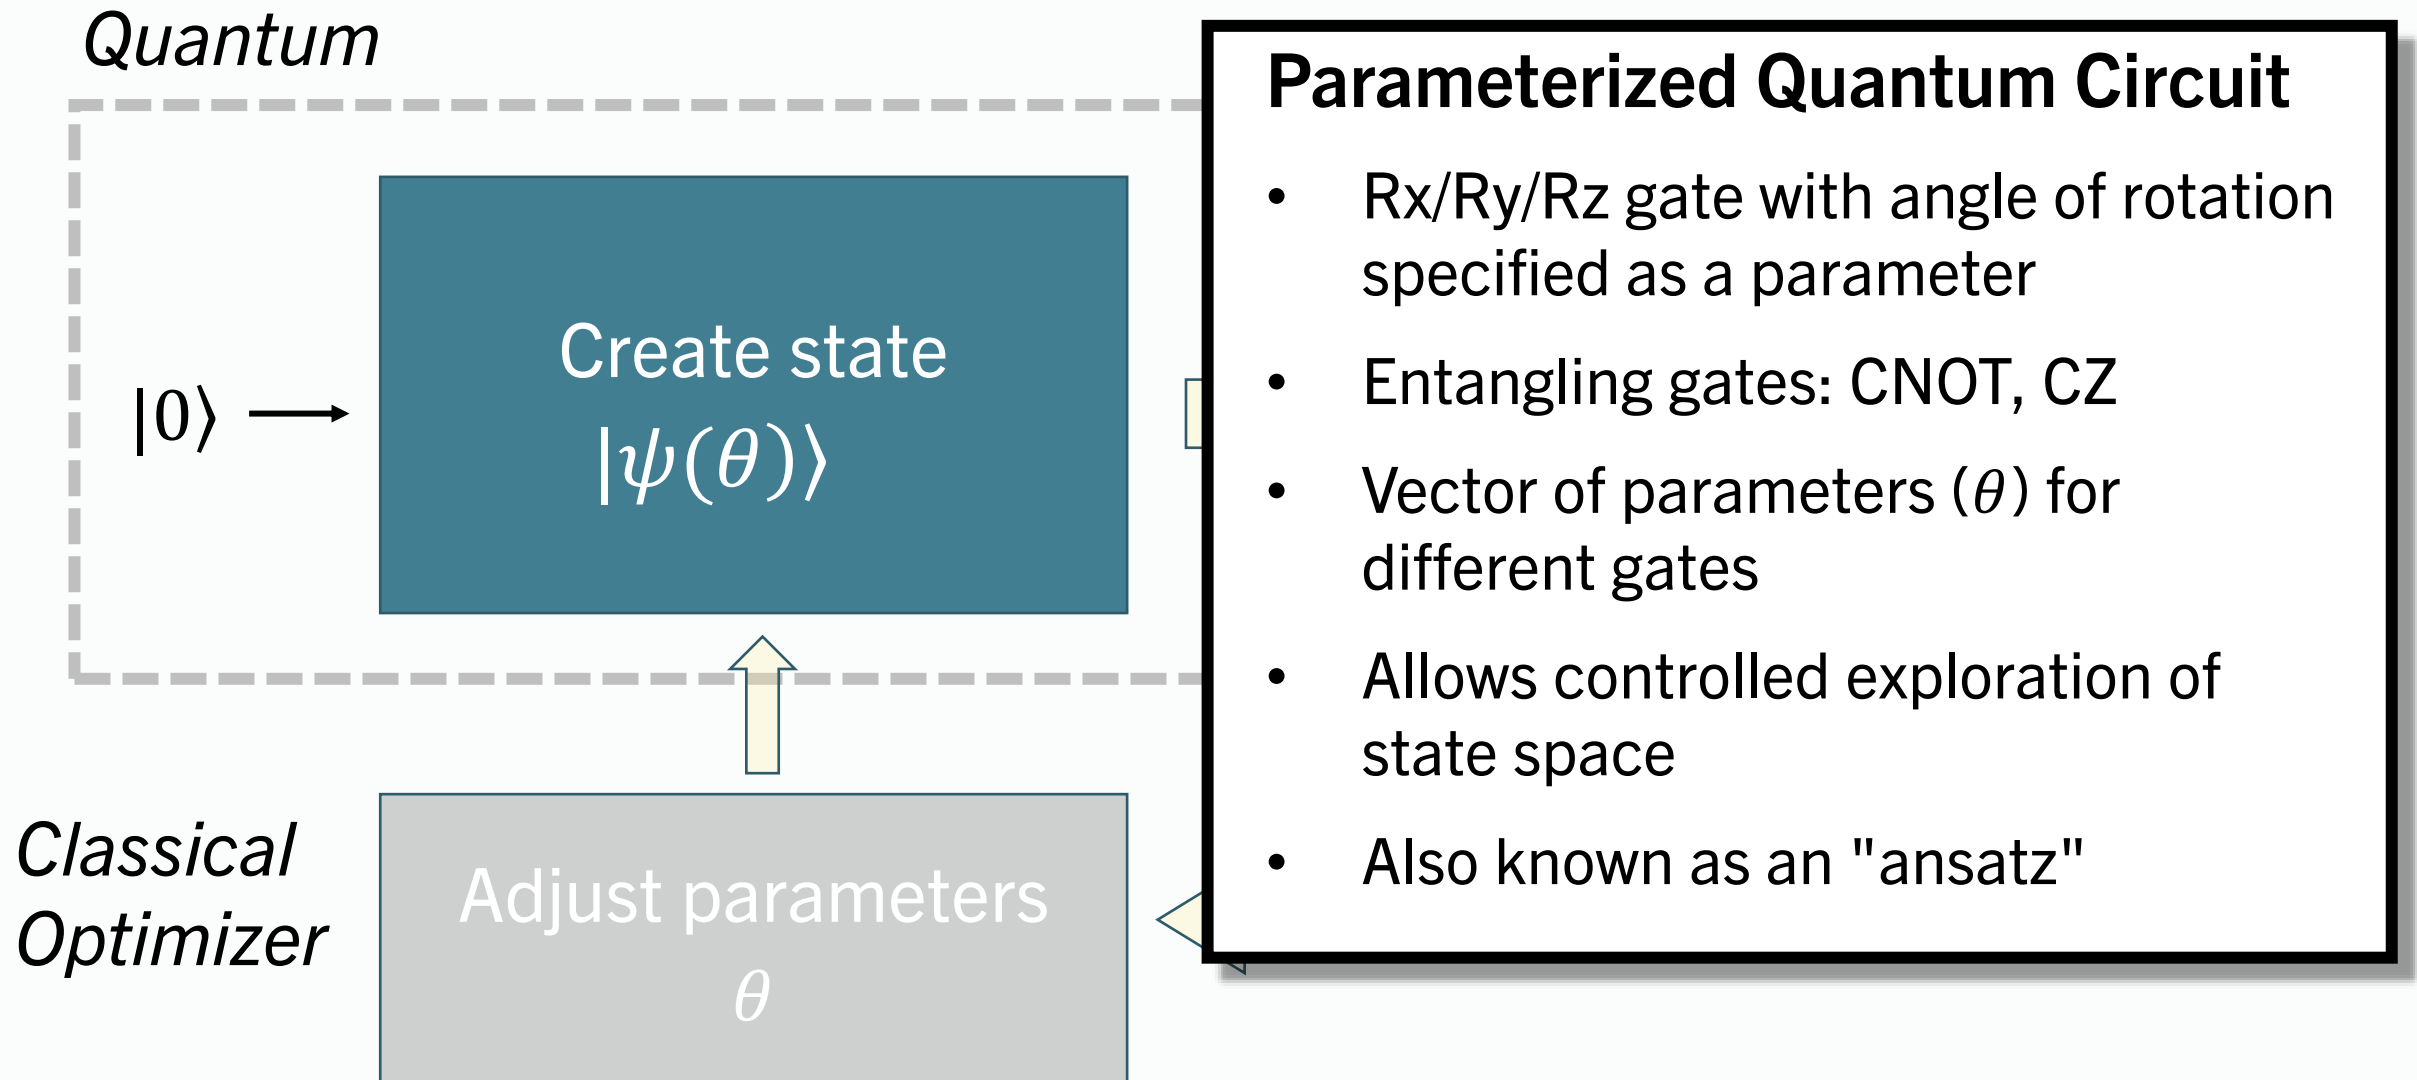 Quantum
|0⟩
Create state
|ψ(θ)⟩
Classical
Optimizer
Adjust parameters
θ
Parameterized Quantum Circuit
• Rx/Ry/Rz gate with angle of rotation
specified as a parameter
• Entangling gates: CNOT, CZ
• Vector of parameters (θ) for
different gates
• Allows controlled exploration of
state space
• Also known as an "ansatz"